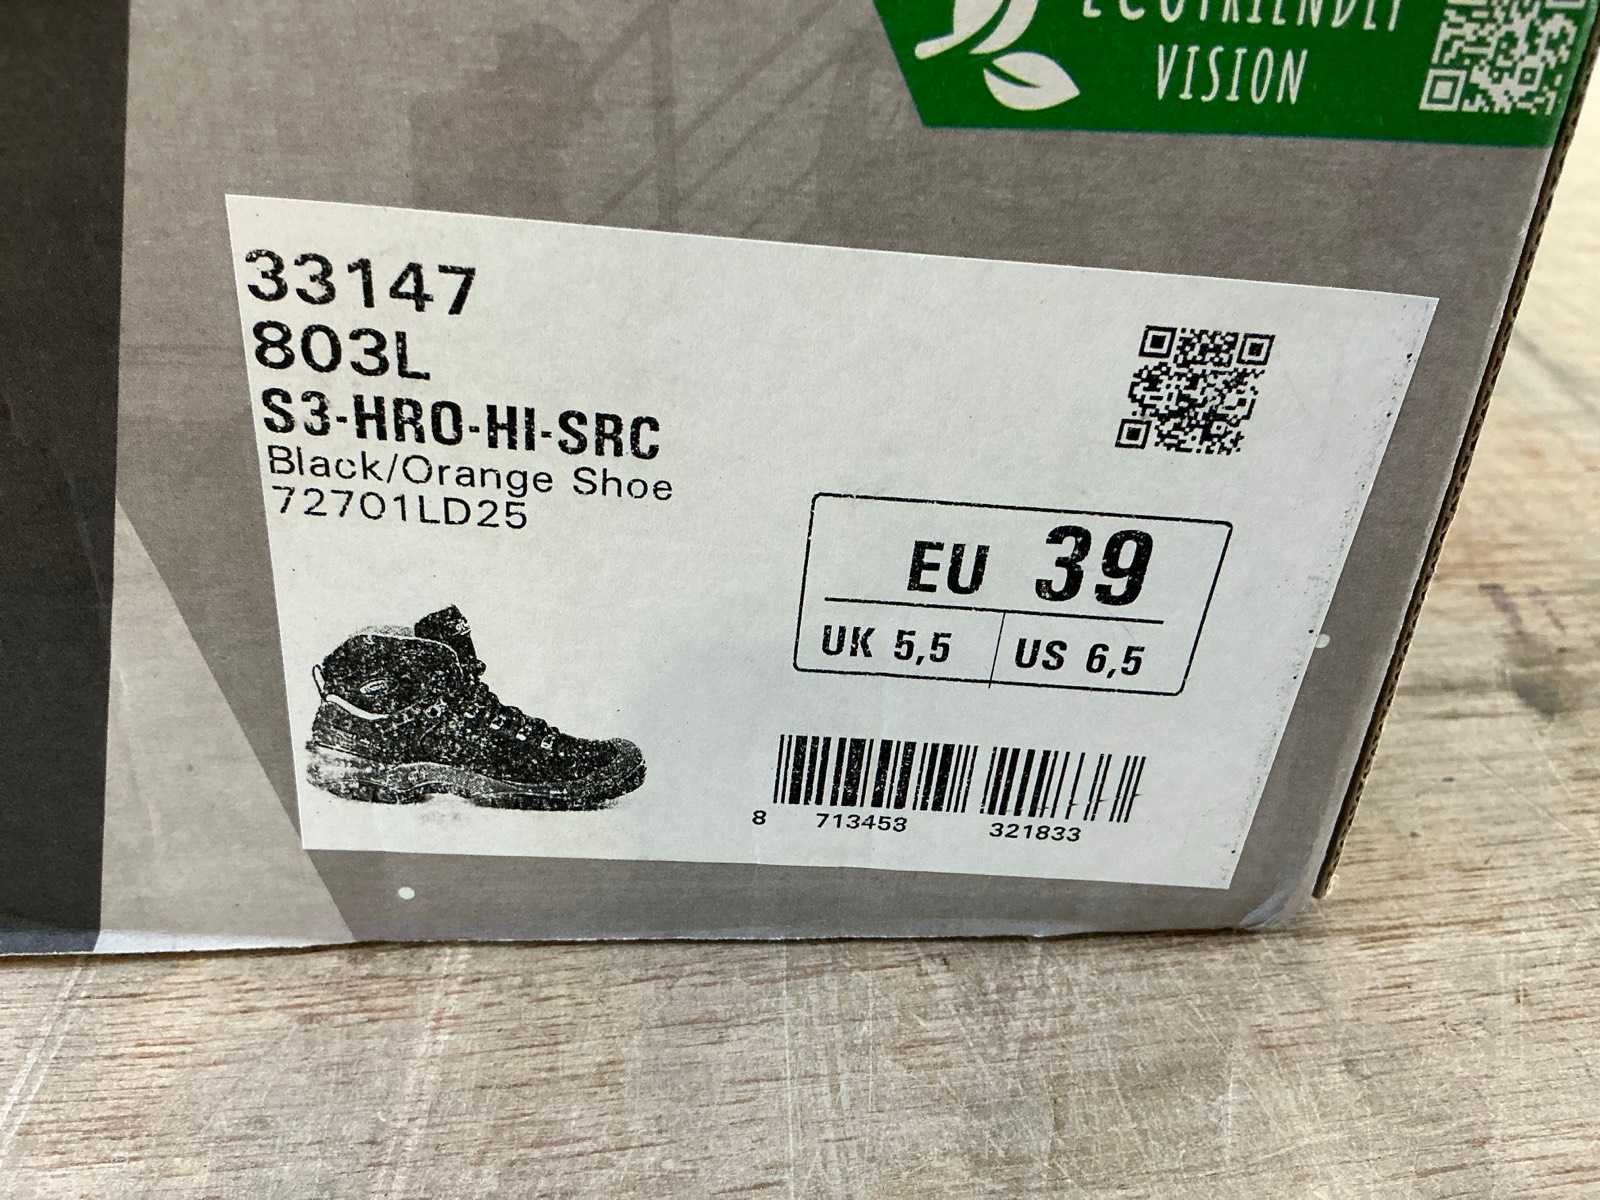 ECOFRIENDLY
VISION
33147
803L
S3-HRO-HI-SRC
Black/Orange Shoe
72701LD25
EU 39
UK 5,5
US 6,5
8 713453 321833